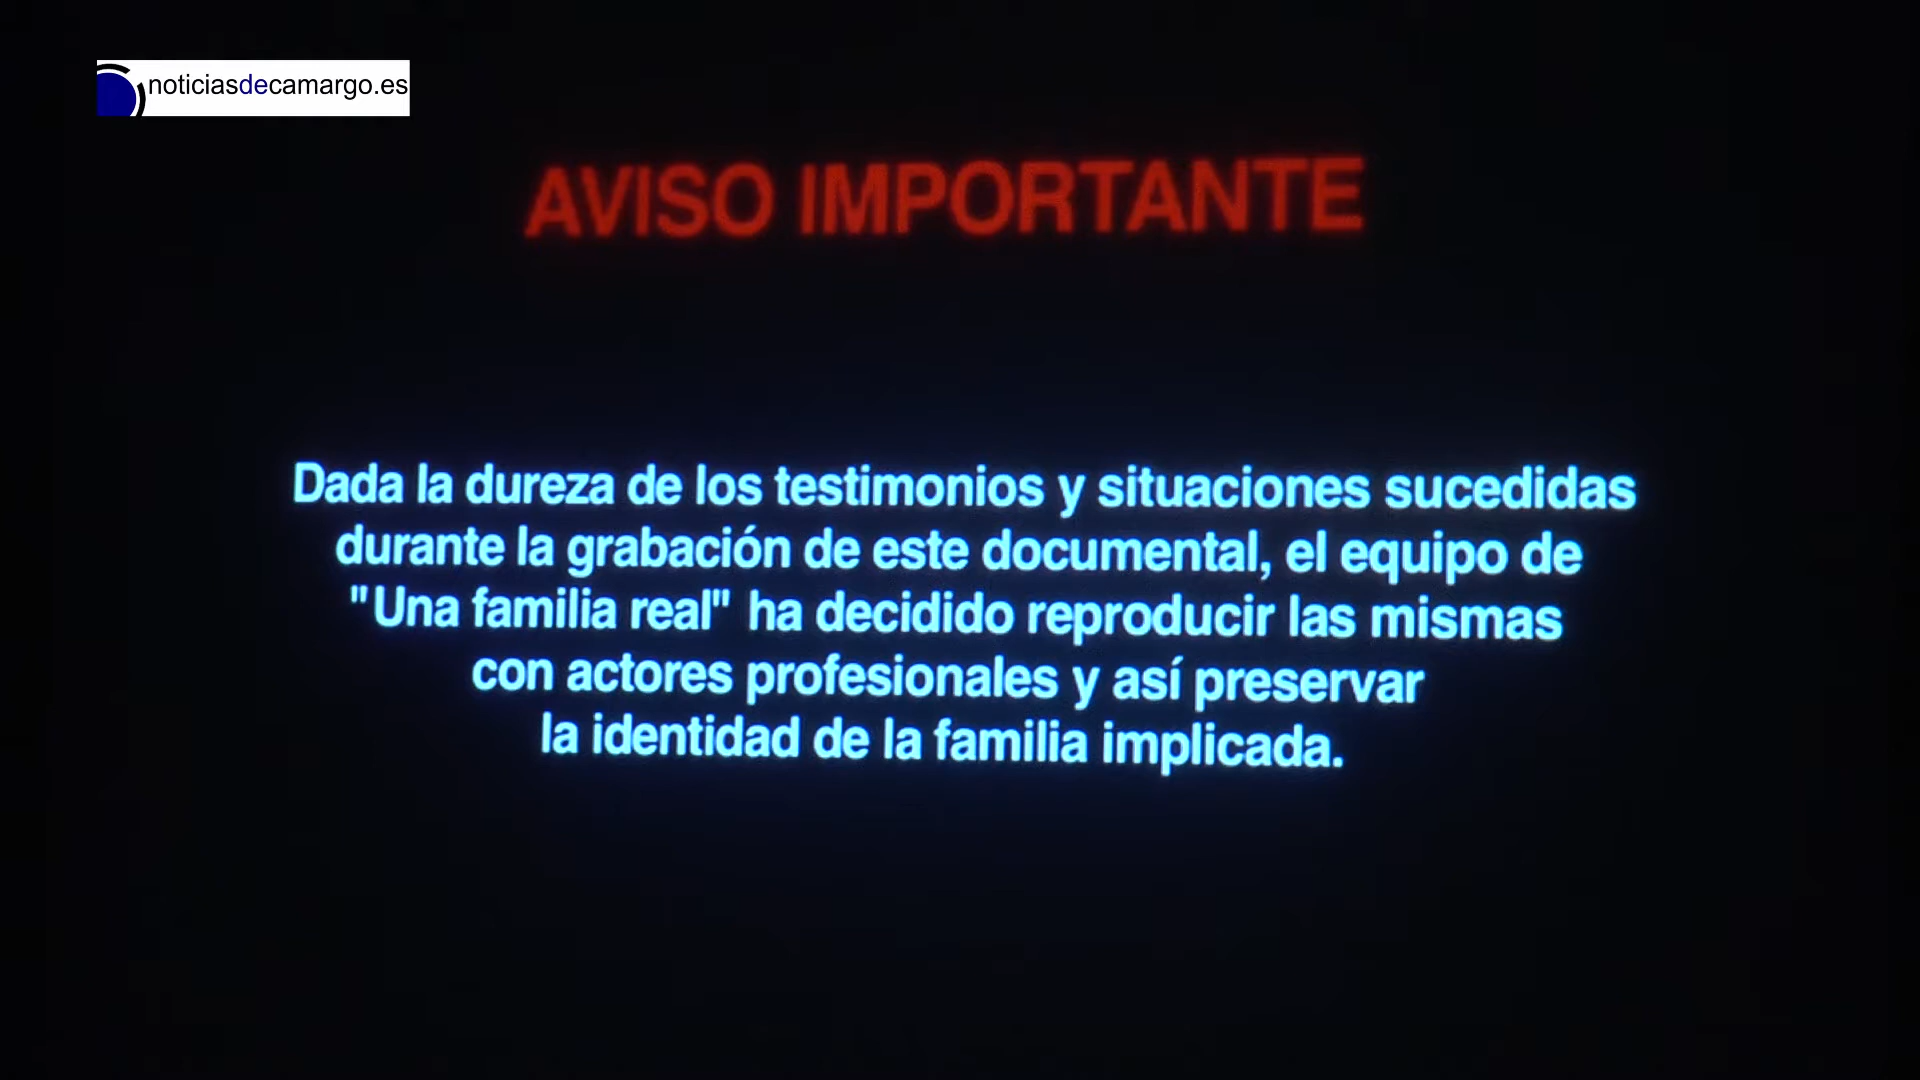 noticiasdecamargo.es
AVISO IMPORTANTE
Dada la dureza de los testimonios y situaciones sucedidas
durante la grabación de este documental, el equipo de
"Una familia real" ha decidido reproducir las mismas
con actores profesionales y así preservar
la identidad de la familia implicada.